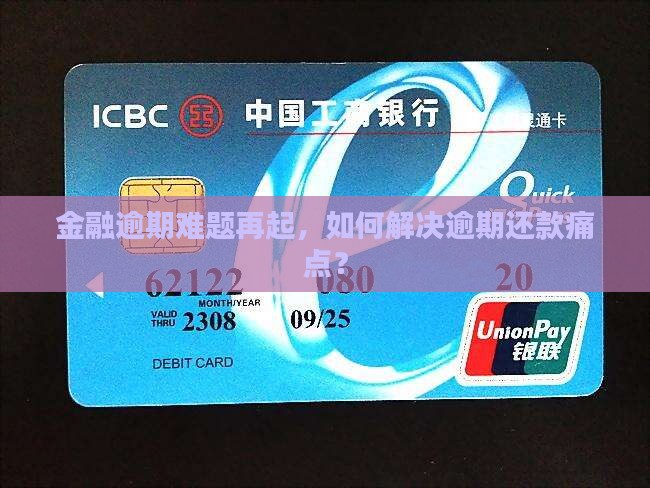 ICBC 中国工商银行
通卡
Quick
金融逾期难题再起，如何解决逾期还款痛
点？
62122 080 20
MONTH/YEAR
VALID
THRU 2308 09/25
UnionPay
银联
DEBIT CARD